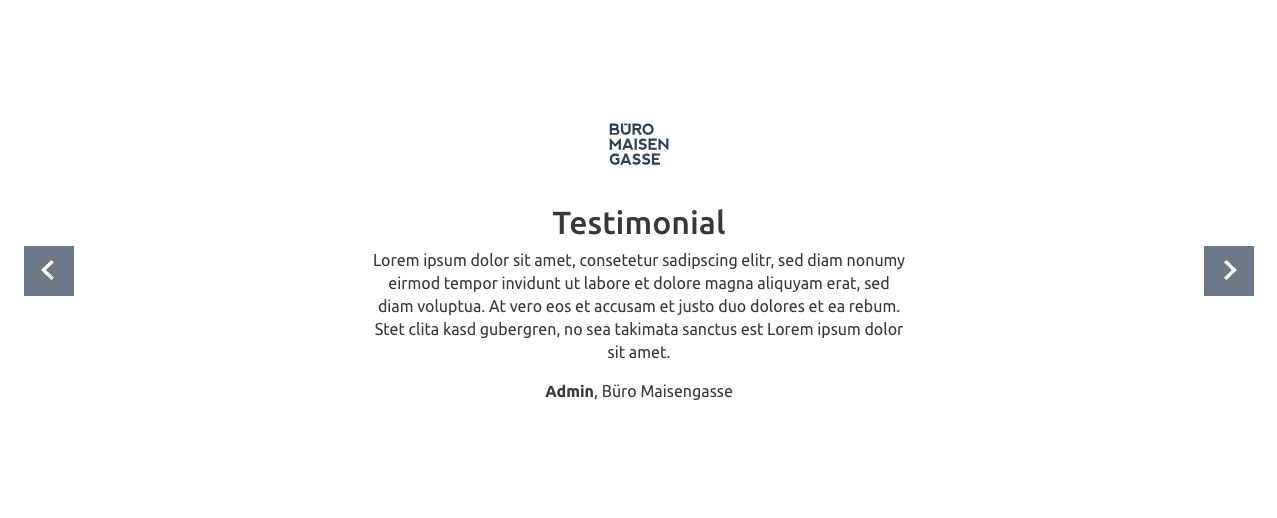 BÜRO
MAISEN
GASSE
Testimonial
Lorem ipsum dolor sit amet, consetetur sadipscing elitr, sed diam nonumy
eirmod tempor invidunt ut labore et dolore magna aliquyam erat, sed
diam voluptua. At vero eos et accusam et justo duo dolores et ea rebum.
Stet clita kasd gubergren, no sea takimata sanctus est Lorem ipsum dolor
sit amet.
Admin, Büro Maisengasse